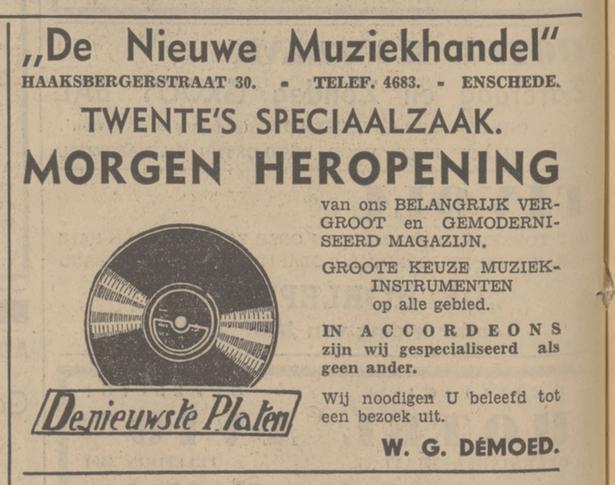 „De Nieuwe Muziekhandel"
HAAKSBERGERSTRAAT 30. - TELEF. 4683. - ENSCHEDE.
TWENTE'S SPECIAALZAAK.
MORGEN HEROPENING
van ons BELANGRIJK VER-
GROOT en GEMODERNI-
SEERD MAGAZIJN.
GROOTE KEUZE MUZIEK-
INSTRUMENTEN
op alle gebied.
IN ACCORDEONS
zijn wij gespecialiseerd als
geen ander.
Wij noodigen U beleefd tot
een bezoek uit.
W. G. DÉMOED.
De nieuwste Platen